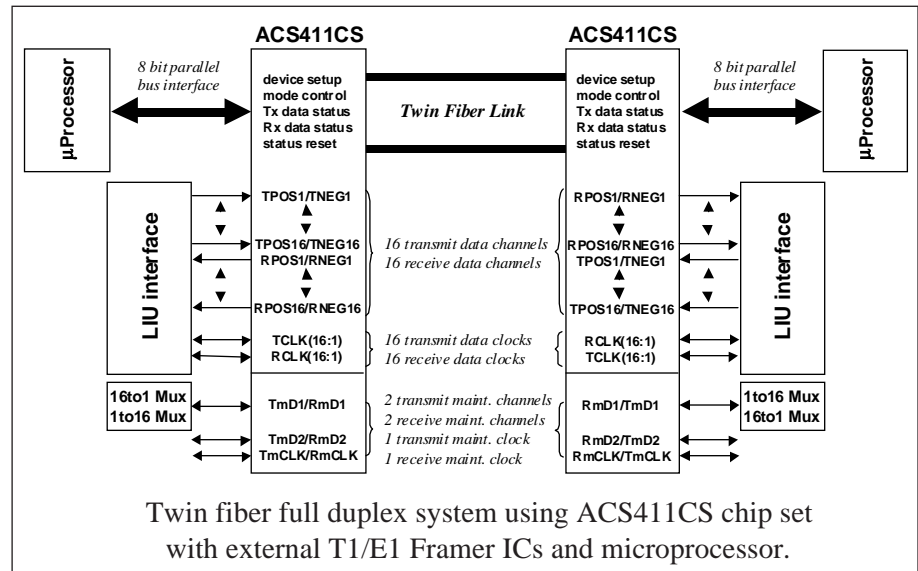 ACS411CS
ACS411CS
µProcessor
8 bit parallel
bus interface
device setup
mode control
Tx data status
Rx data status
status reset
Twin Fiber Link
device setup
mode control
Tx data status
Rx data status
status reset
8 bit parallel
bus interface
µProcessor
LIU interface
TPOS1/TNEG1
TPOS16/TNEG16
RPOS1/RNEG1
RPOS16/RNEG16
TCLK(16:1)
RCLK(16:1)
16 transmit data channels
16 receive data channels
16 transmit data clocks
16 receive data clocks
RPOS1/RNEG1
RPOS16/RNEG16
TPOS1/TNEG1
TPOS16/TNEG16
RCLK(16:1)
TCLK(16:1)
LIU interface
16to1 Mux
1to16 Mux
TmD1/RmD1
TmD2/RmD2
TmCLK/RmCLK
2 transmit maint. channels
2 receive maint. channels
1 transmit maint. clock
1 receive maint. clock
RmD1/TmD1
RmD2/TmD2
RmCLK/TmCLK
1to16 Mux
16to1 Mux
Twin fiber full duplex system using ACS411CS chip set
with external T1/E1 Framer ICs and microprocessor.